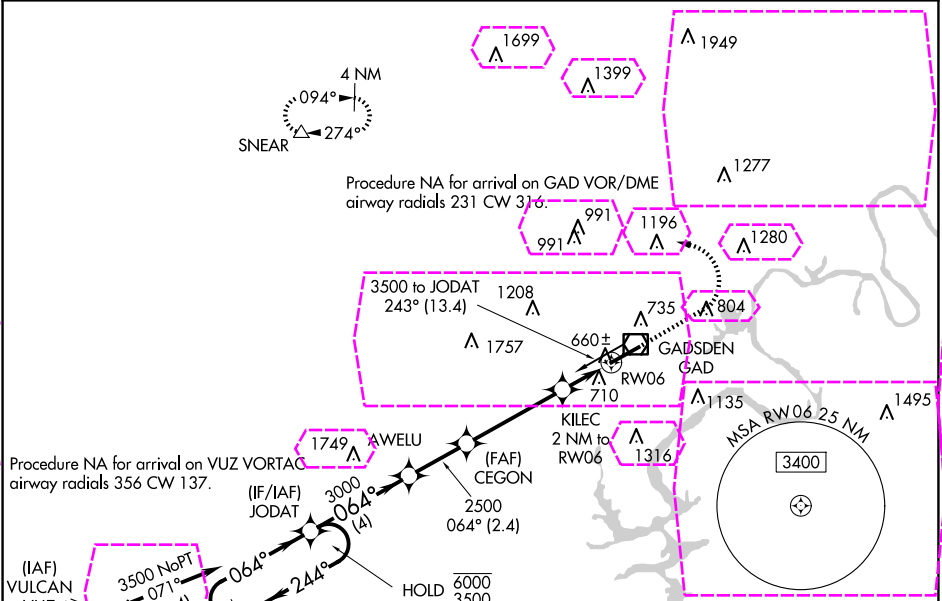 1699
1399
1949
4 NM
094°
274°
SNEAR
1277
Procedure NA for arrival on GAD VOR/DME
airway radials 231 CW 316.
991
991
1196
1280
3500 to JODAT
243° (13.4)
1208
735
804
1757
660±
GADSDEN
GAD
RW06
710
KILEC
2 NM to
RW06
1316
1135
1495
MSA RW06 25 NM
3400
1749
AWELU
(FAF)
CEGON
Procedure NA for arrival on VUZ VORTAC
airway radials 356 CW 137.
(IF/IAF)
JODAT
3000
064°
(4)
2500
064° (2.4)
(IAF)
VULCAN
3500 NoPT
071°
064°
244°
HOLD
6000
3500